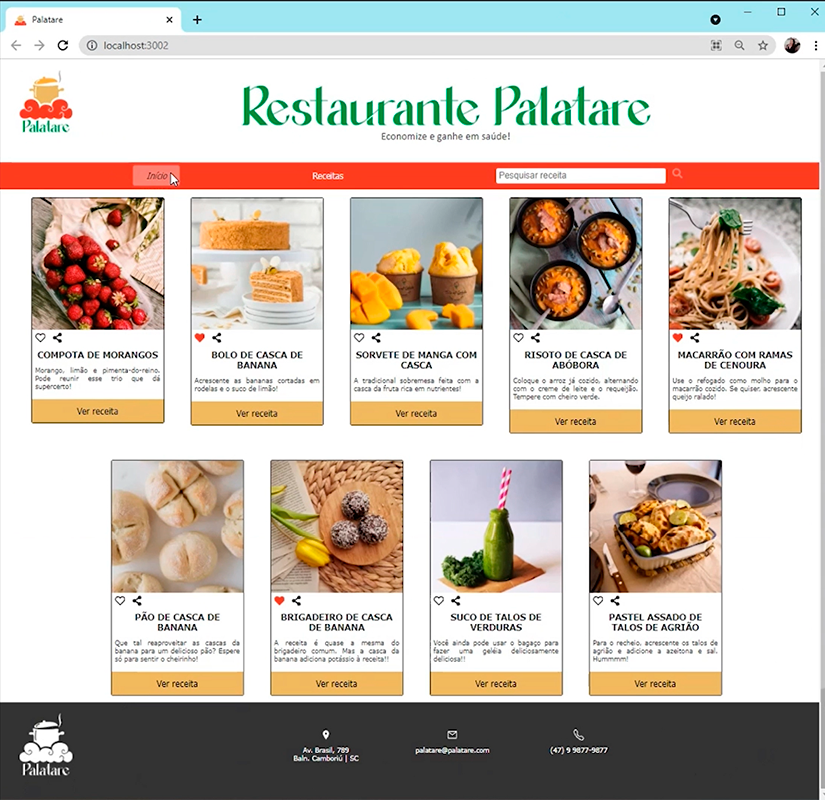 Palatare
localhost:3002
Palatare
Restaurante Palatare
Economize e ganhe em saúde!
Início
Receitas
Pesquisar receita
COMPOTA DE MORANGOS
Morango, limão e pimenta-do-reino.
Pode reunir esse trio que dá
supercerto!
Ver receita
BOLO DE CASCA DE
BANANA
Acrescente as bananas cortadas em
rodelas e o suco de limão!
Ver receita
SORVETE DE MANGA COM
CASCA
A tradicional sobremesa feita com a
casca da fruta rica em nutrientes!
Ver receita
RISOTO DE CASCA DE
ABÓBORA
Coloque o arroz já cozido, alternando
com o creme de leite e o requeijão.
Tempere com cheiro verde.
Ver receita
MACARRÃO COM RAMAS
DE CENOURA
Use o refogado como molho para o
macarrão cozido. Se quiser, acrescente
queijo ralado!
Ver receita
PÃO DE CASCA DE
BANANA
Que tal reaproveitar as cascas da
banana para um delicioso pão? Espere
só para sentir o cheirinho!
Ver receita
BRIGADEIRO DE CASCA
DE BANANA
A receita é quase a mesma do
brigadeiro comum. Mas a casca da
banana adiciona potássio à receita!!
Ver receita
SUCO DE TALOS DE
VERDURAS
Você ainda pode usar o bagaço para
fazer uma geléia deliciosamente
deliciosa!!
Ver receita
PASTEL ASSADO DE
TALOS DE AGRIÃO
Para o recheio, acrescente os talos de
agrião e adicione a azeitona e sal.
Hummmm!
Ver receita
Palatare
Av. Brasil, 789
Baln. Camboriú | SC
palatare@palatare.com
(47) 9 9877-9877